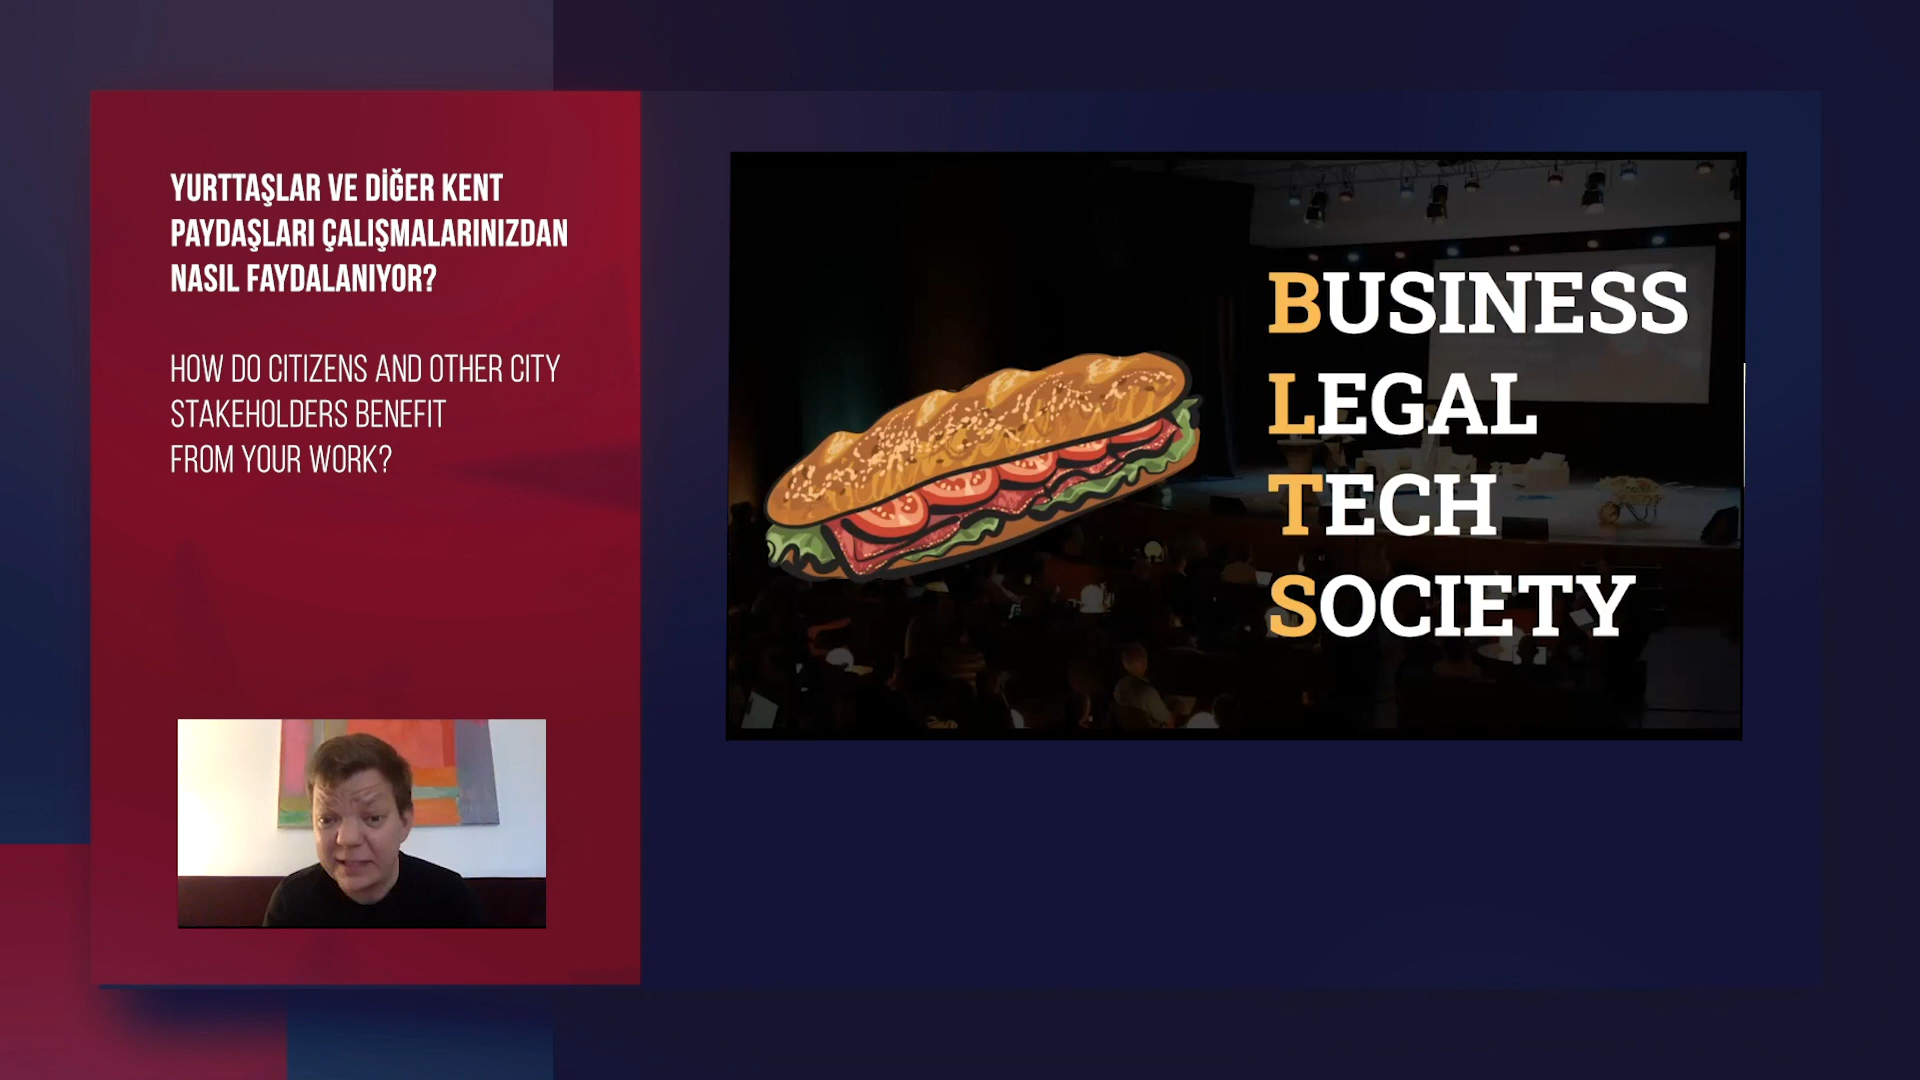 YURTTAŞLAR VE DİĞER KENT
PAYDAŞLARI ÇALIŞMALARINIZDAN
NASIL FAYDALANIYOR?
HOW DO CITIZENS AND OTHER CITY
STAKEHOLDERS BENEFIT
FROM YOUR WORK?
BUSINESS
LEGAL
TECH
SOCIETY